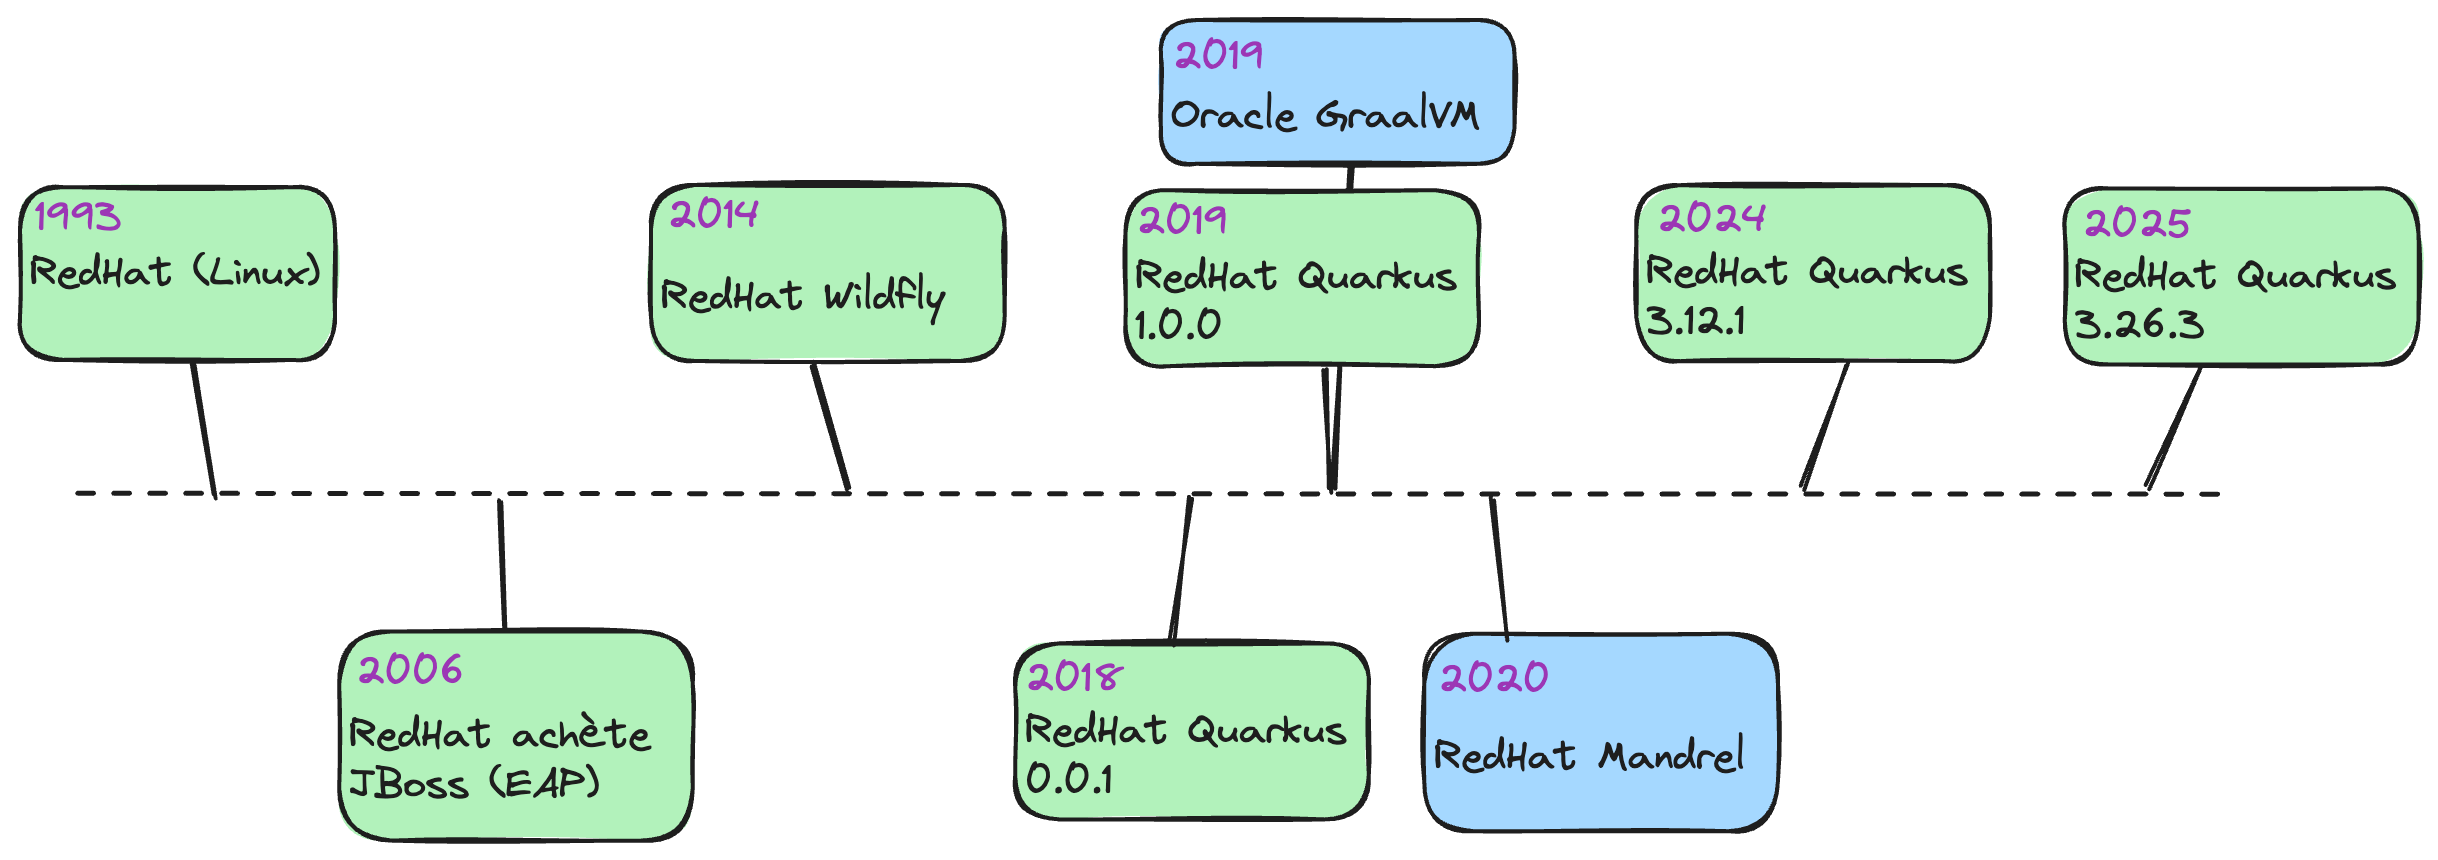 2019
Oracle GraalVM
1993
RedHat (Linux)
2014
RedHat Wildfly
2019
RedHat Quarkus
1.0.0
2024
RedHat Quarkus
3.12.1
2025
RedHat Quarkus
3.26.3
2006
RedHat achète
JBoss (EAP)
2018
RedHat Quarkus
0.0.1
2020
RedHat Mandrel